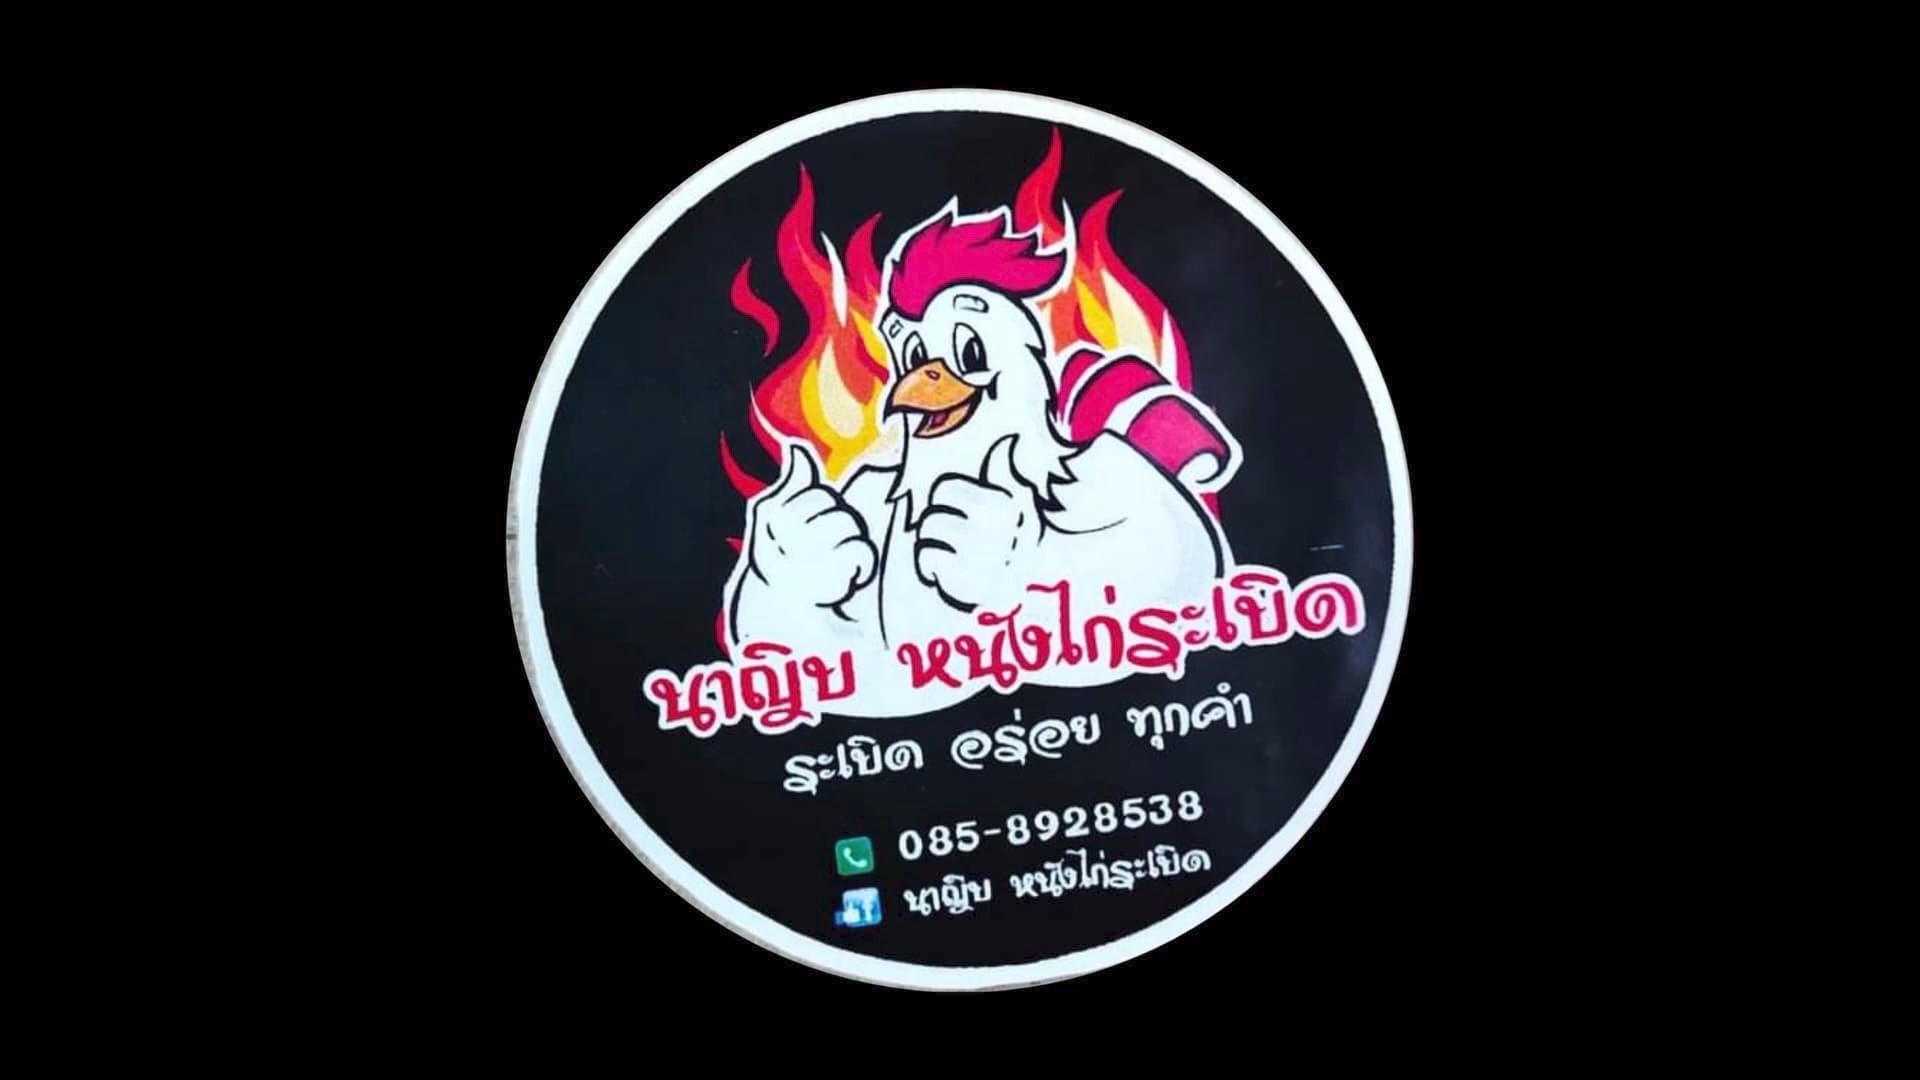 นาญิบ หนังไก่ระเบิด
ระเบิด อร่อย ทุกคำ
085-8928538
นาญิบ หนังไก่ระเบิด